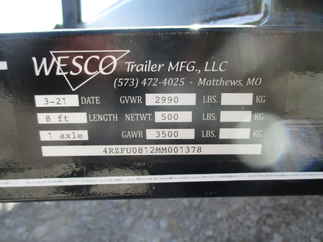 WESCO Trailer MFG., LLC
(573) 472-4025 - Matthews, MO
3-21 DATE GVWR 2990 LBS. KG
8 ft LENGTH NETWT. 500 LBS. KG
1 axle GAWR 3500 LBS. KG
4RZFU0812MM001378